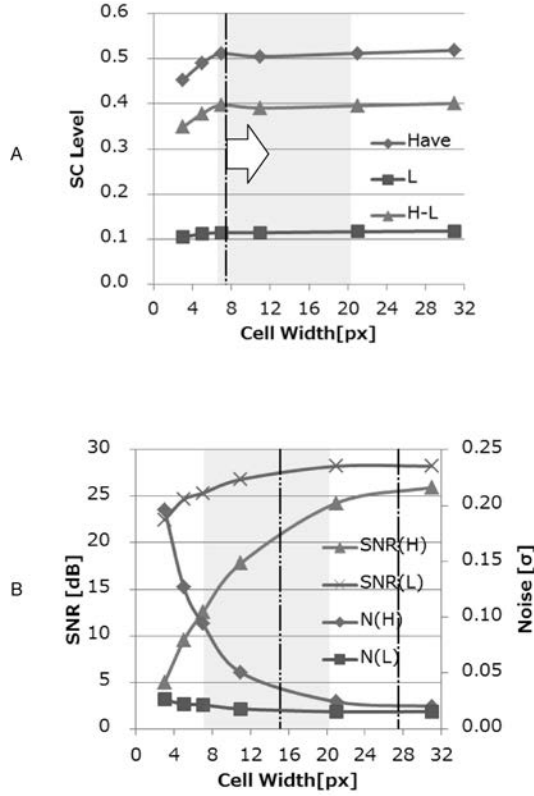 A
SC Level
0.6
0.5
0.4
0.3
0.2
0.1
0.0
Have
L
H-L
0 4 8 12 16 20 24 28 32
Cell Width[px]
B
SNR [dB]
30
25
20
15
10
5
0
SNR(H)
SNR(L)
N(H)
N(L)
0.25
0.20
0.15
0.10
0.05
0.00
Noise [σ]
0 4 8 12 16 20 24 28 32
Cell Width[px]